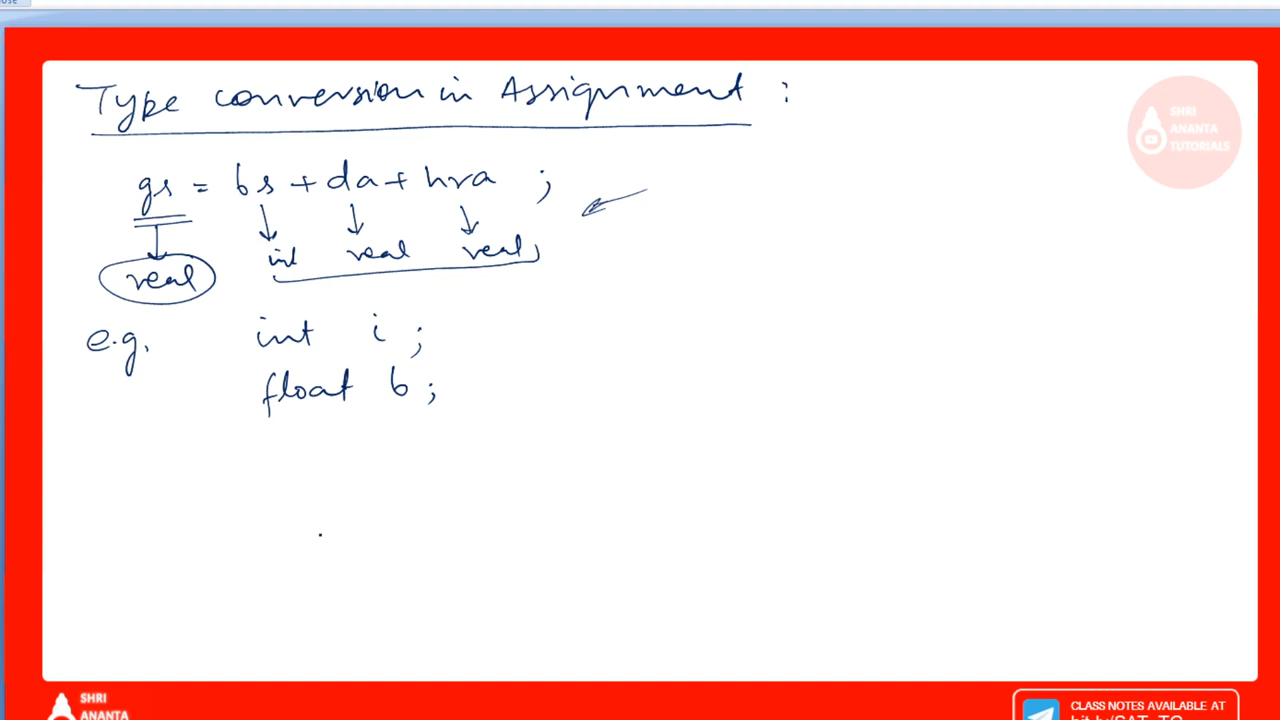 ose
Type conversion in Assignment :
SHRI
ANANTA
TUTORIALS
gs = bs + da + hra ;
real int real real
e.g. int i ;
float b ;
SHRI
ANANTA
CLASS NOTES AVAILABLE AT